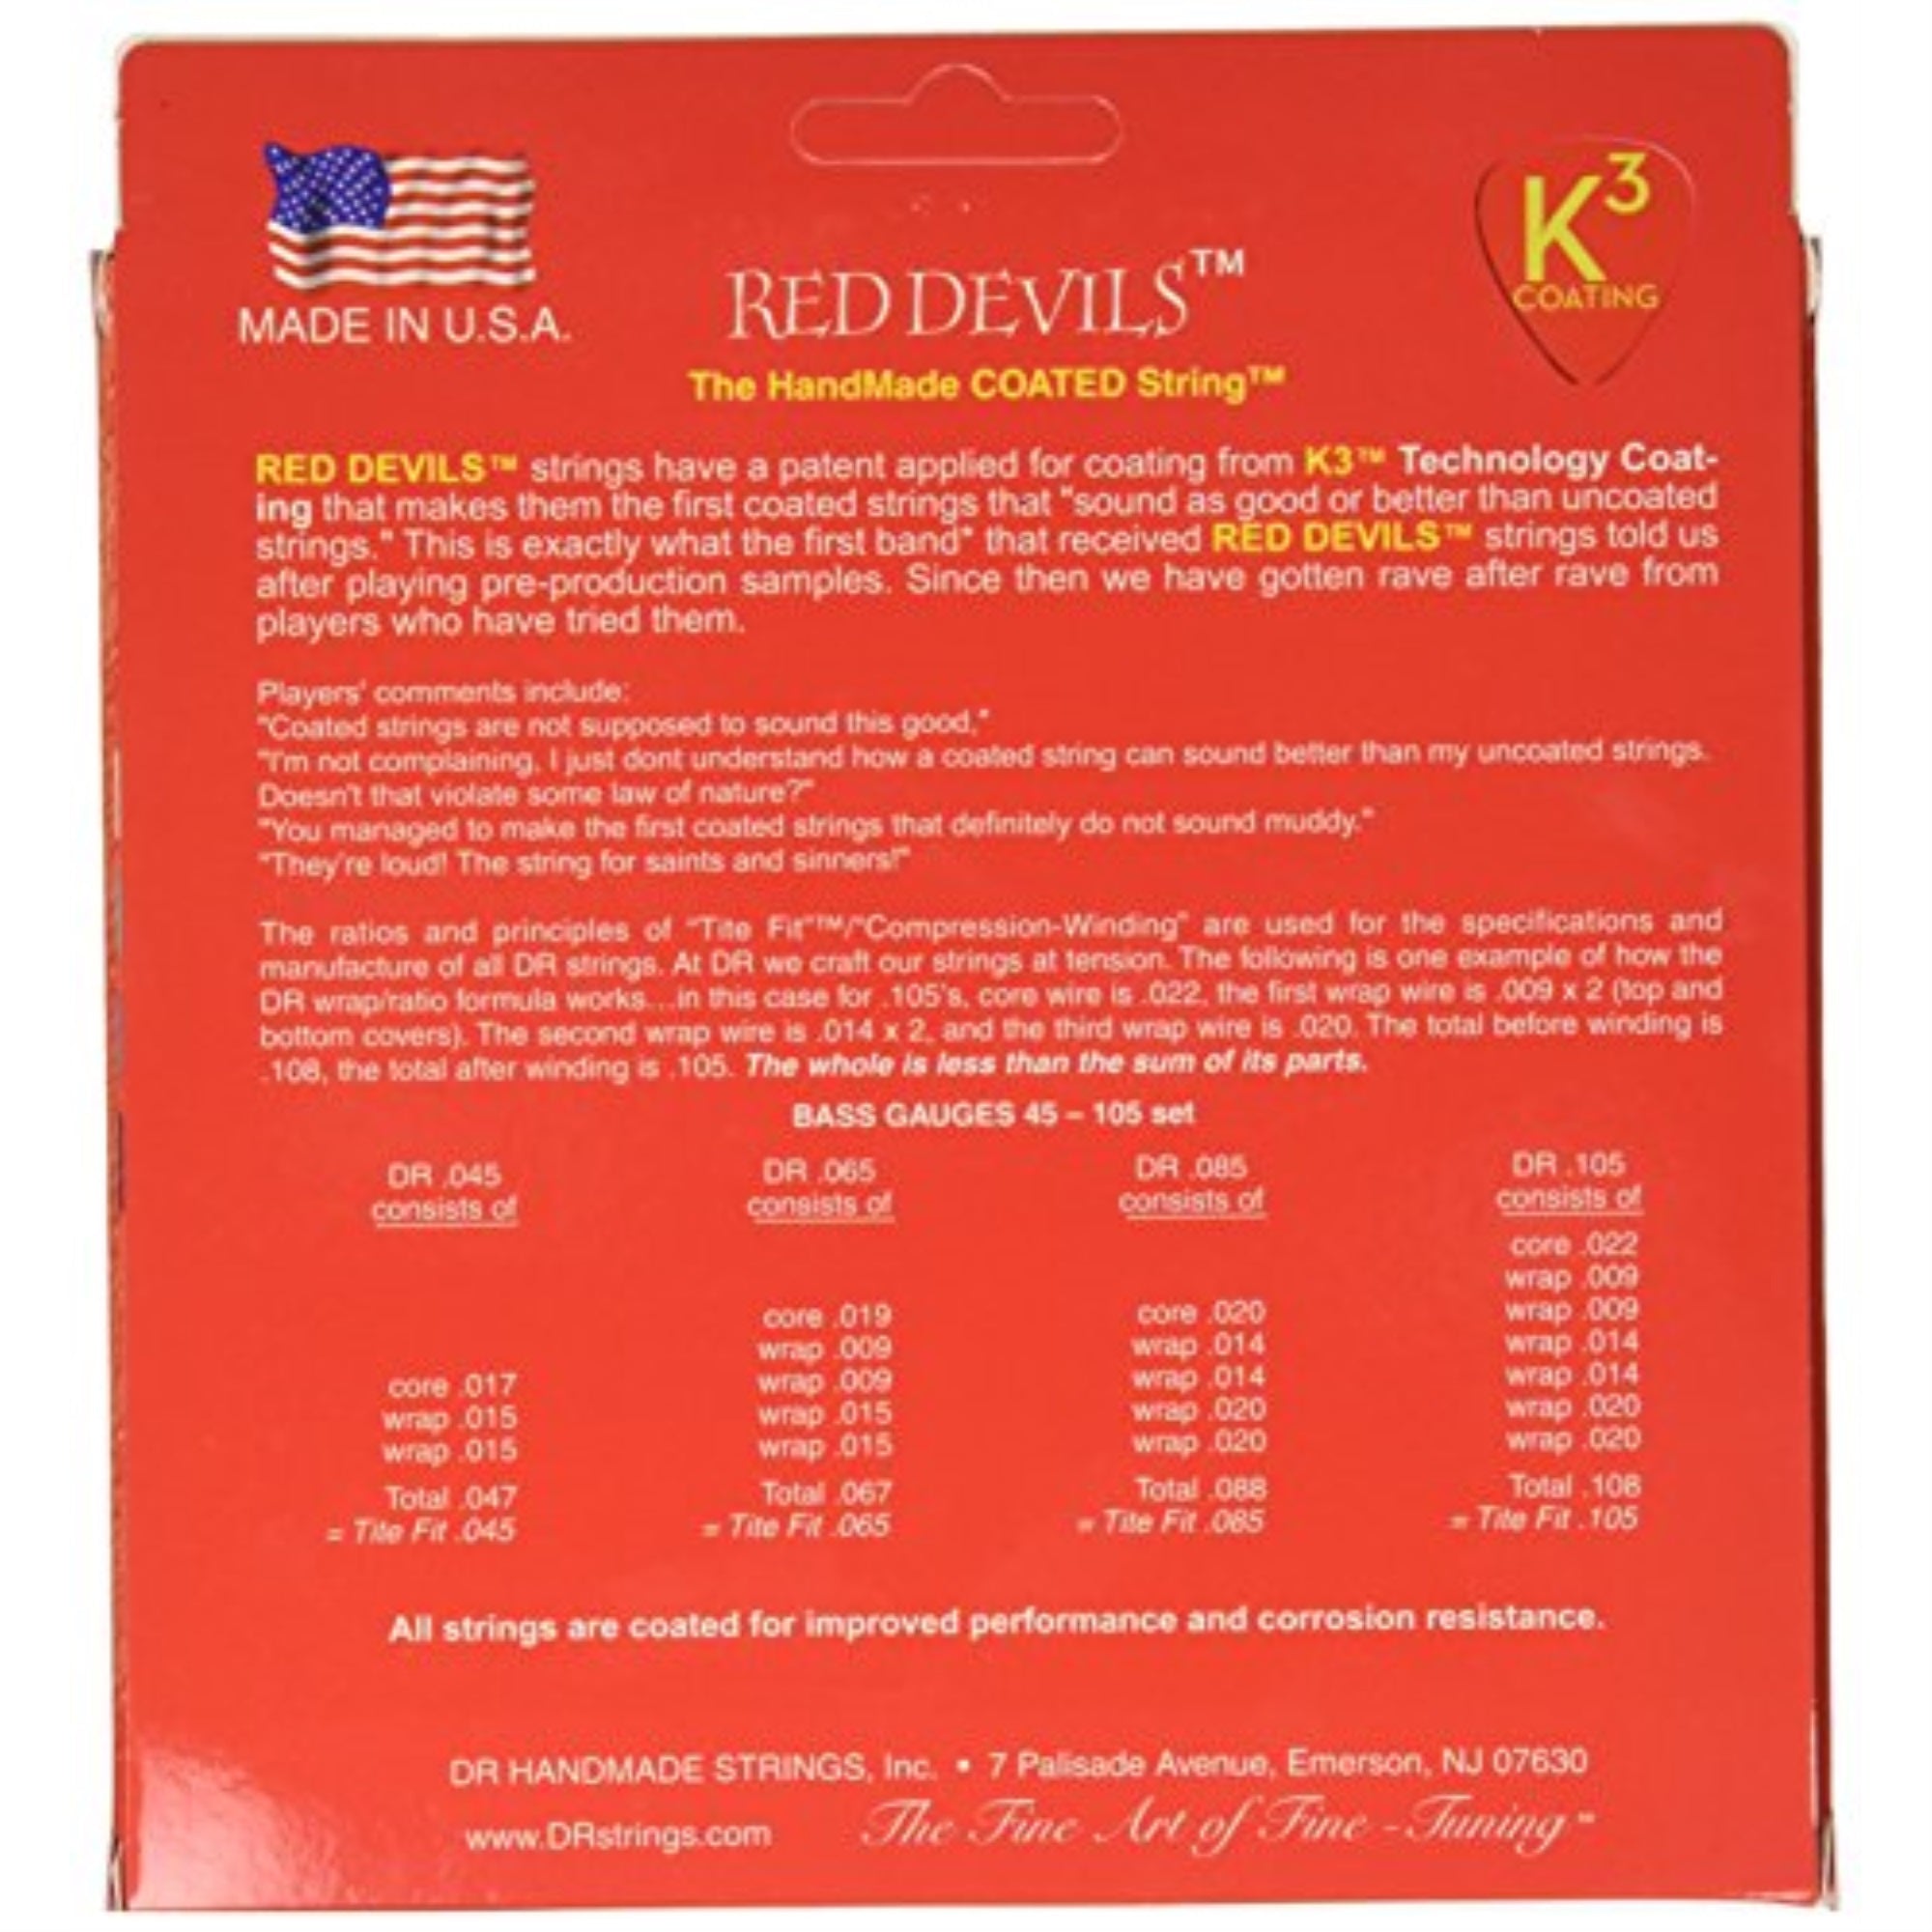 MADE IN U.S.A.
K3
COATING
RED DEVILS™
The HandMade COATED String™
RED DEVILS™ strings have a patent applied for coating from K3™ Technology Coat-
ing that makes them the first coated strings that "sound as good or better than uncoated
strings." This is exactly what the first band* that received RED DEVILS™ strings told us
after playing pre-production samples. Since then we have gotten rave after rave from
players who have tried them.
Players' comments include:
"Coated strings are not supposed to sound this good,"
"I'm not complaining, I just dont understand how a coated string can sound better than my uncoated strings.
Doesn't that violate some law of nature?"
"You managed to make the first coated strings that definitely do not sound muddy."
"They're loud! The string for saints and sinners!"
The ratios and principles of "Tite Fit"™/"Compression-Winding" are used for the specifications and
manufacture of all DR strings. At DR we craft our strings at tension. The following is one example of how the
DR wrap/ratio formula works...in this case for .105's, core wire is .022, the first wrap wire is .009 x 2 (top and
bottom covers). The second wrap wire is .014 x 2, and the third wrap wire is .020. The total before winding is
.108, the total after winding is .105. The whole is less than the sum of its parts.
BASS GAUGES 45 – 105 set
DR .045 DR .065 DR .085 DR .105
consists of consists of consists of consists of
core .022
wrap .009
core .019 core .020 wrap .009
wrap .009 wrap .014 wrap .014
core .017 wrap .009 wrap .014 wrap .014
wrap .015 wrap .015 wrap .020 wrap .020
wrap .015 wrap .015 wrap .020 wrap .020
Total .047 Total .067 Total .088 Total .108
= Tite Fit .045 = Tite Fit .065 = Tite Fit .085 = Tite Fit .105
All strings are coated for improved performance and corrosion resistance.
DR HANDMADE STRINGS, Inc. • 7 Palisade Avenue, Emerson, NJ 07630
www.DRstrings.com The Fine Art of Fine-Tuning™